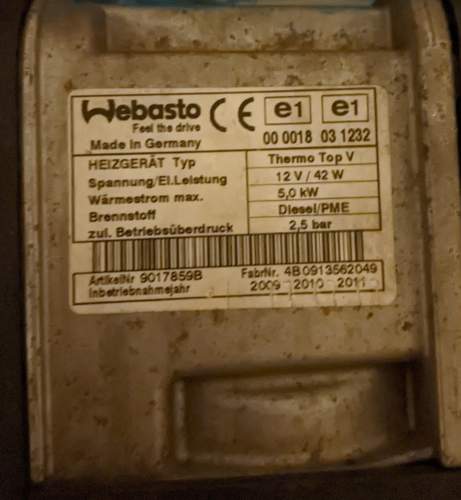 Webasto CE e1 e1
Feel the drive
Made in Germany 00 0018 03 1232
HEIZGERÄT Typ Thermo Top V
Spannung/El.Leistung 12 V / 42 W
Wärmestrom max. 5,0 kW
Brennstoff Diesel/PME
zul. Betriebsüberdruck 2,5 bar
ArtikelNr 9017859B FabrNr. 4B0913562049
Inbetriebnahmejahr 2009 2010 2011